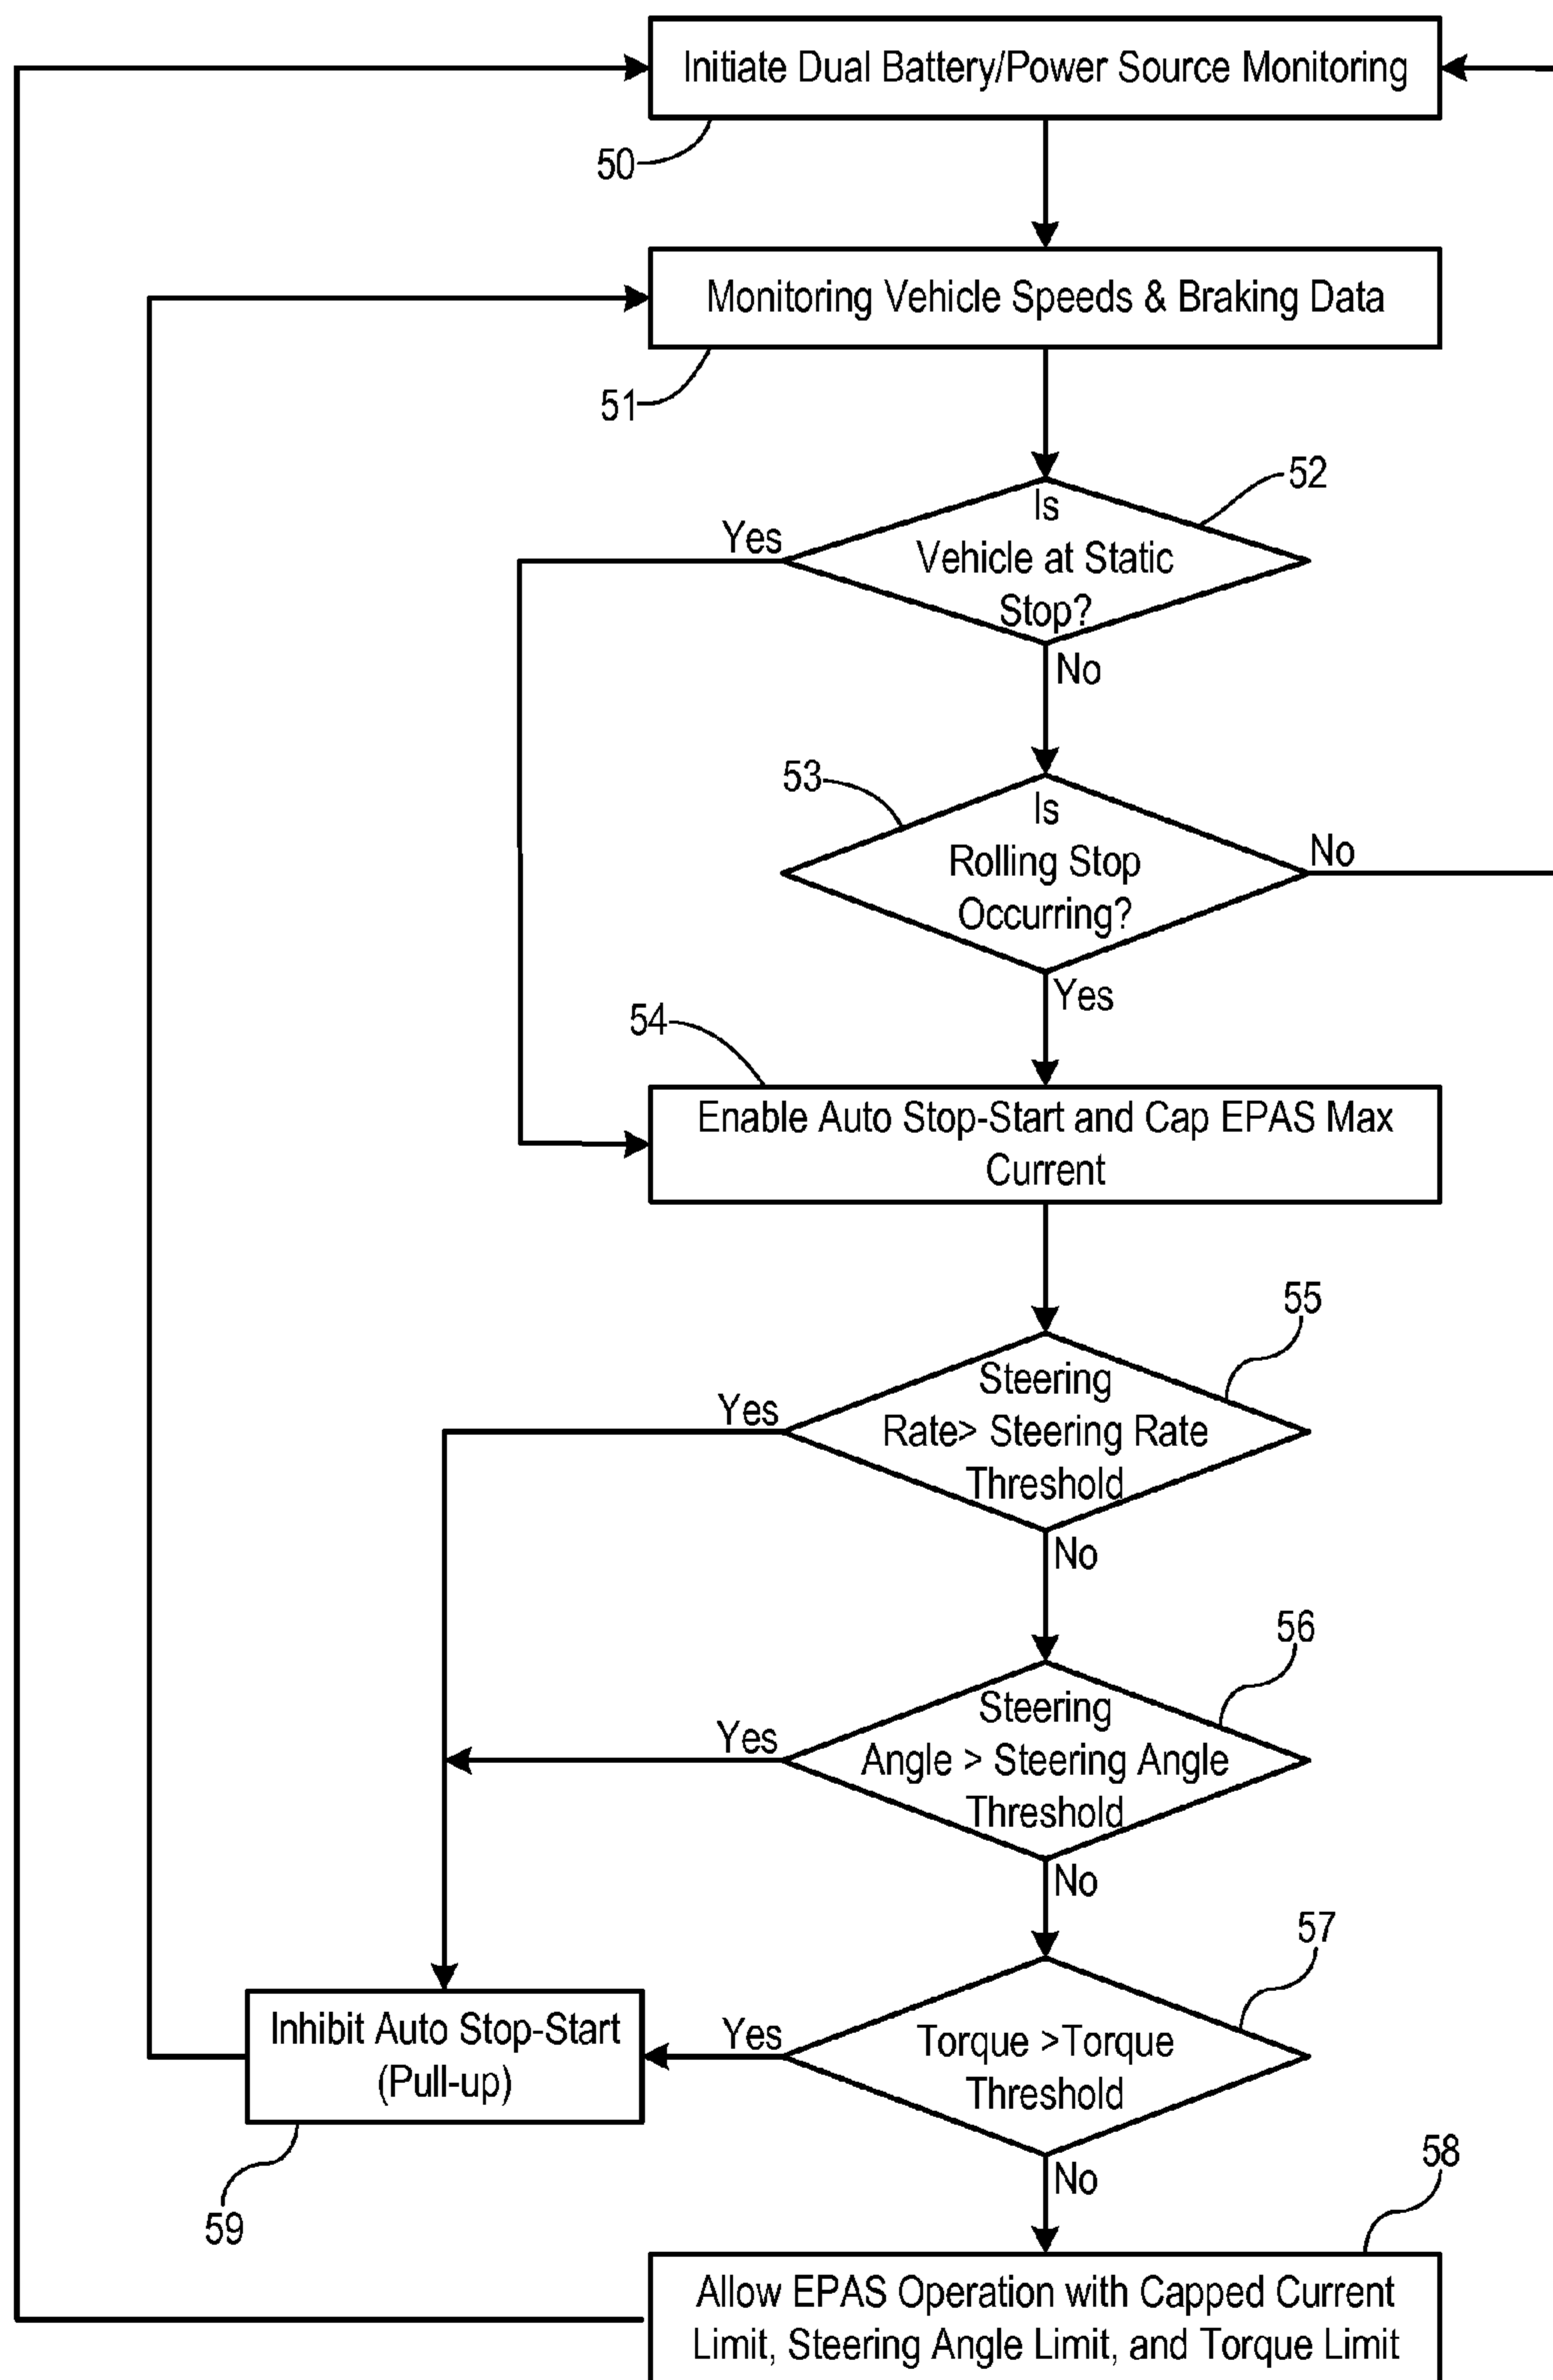 Initiate Dual Battery/Power Source Monitoring
50
Monitoring Vehicle Speeds & Braking Data
51
52
Is
Vehicle at Static
Stop?
Yes
No
53
Is
Rolling Stop
Occurring?
No
Yes
54
Enable Auto Stop-Start and Cap EPAS Max
Current
55
Steering
Rate> Steering Rate
Threshold
Yes
No
56
Steering
Angle > Steering Angle
Threshold
Yes
No
57
Torque >Torque
Threshold
Yes
No
Inhibit Auto Stop-Start
(Pull-up)
59
58
Allow EPAS Operation with Capped Current
Limit, Steering Angle Limit, and Torque Limit